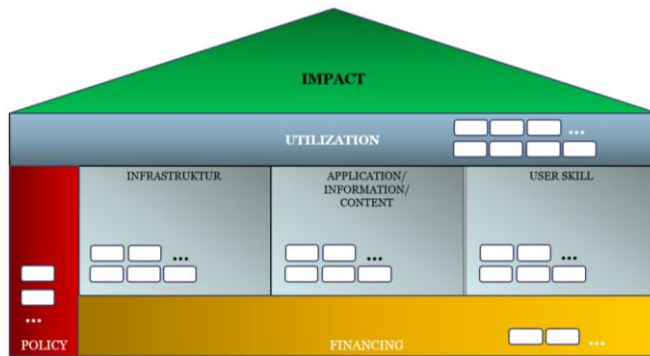 IMPACT
UTILIZATION
...
INFRASTRUKTUR
APPLICATION/
INFORMATION/
CONTENT
USER SKILL
...
...
...
...
POLICY
FINANCING
...